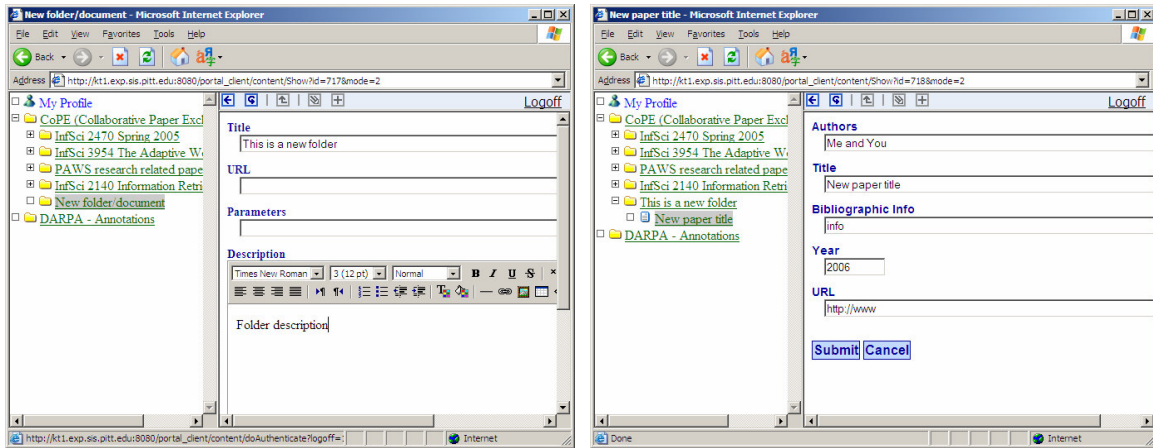 New folder/document - Microsoft Internet Explorer
File Edit View Favorites Tools Help
Back
Address http://kt1.exp.sis.pitt.edu:8080/portal_client/content/Show?id=717&mode=2
My Profile
CoPE (Collaborative Paper Excl
InfSci 2470 Spring 2005
InfSci 3954 The Adaptive We
PAWS research related pape
InfSci 2140 Information Retri
New folder/document
DARPA - Annotations
Logoff
Title
This is a new folder
URL
Parameters
Description
Times New Roman 3 (12 pt) Normal B I U S
Folder description
http://kt1.exp.sis.pitt.edu:8080/portal_client/content/doAuthenticate?logoff=
Internet
New paper title - Microsoft Internet Explorer
File Edit View Favorites Tools Help
Back
Address http://kt1.exp.sis.pitt.edu:8080/portal_client/content/Show?id=718&mode=2
My Profile
CoPE (Collaborative Paper Excl
InfSci 2470 Spring 2005
InfSci 3954 The Adaptive We
PAWS research related pape
InfSci 2140 Information Retri
This is a new folder
New paper title
DARPA - Annotations
Logoff
Authors
Me and You
Title
New paper title
Bibliographic Info
info
Year
2006
URL
http://www
Submit Cancel
Done
Internet